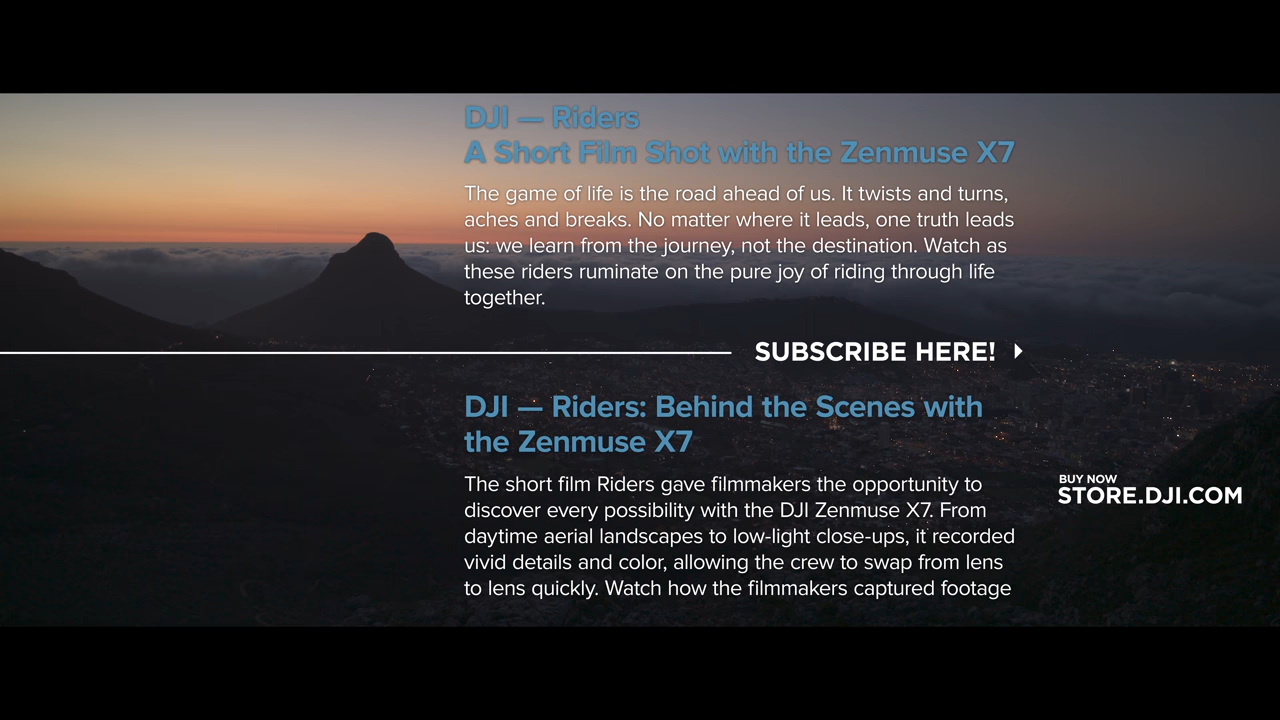 DJI — Riders
A Short Film Shot with the Zenmuse X7
The game of life is the road ahead of us. It twists and turns,
aches and breaks. No matter where it leads, one truth leads
us: we learn from the journey, not the destination. Watch as
these riders ruminate on the pure joy of riding through life
together.
SUBSCRIBE HERE!
DJI — Riders: Behind the Scenes with
the Zenmuse X7
The short film Riders gave filmmakers the opportunity to
discover every possibility with the DJI Zenmuse X7. From
daytime aerial landscapes to low-light close-ups, it recorded
vivid details and color, allowing the crew to swap from lens
to lens quickly. Watch how the filmmakers captured footage
BUY NOW
STORE.DJI.COM